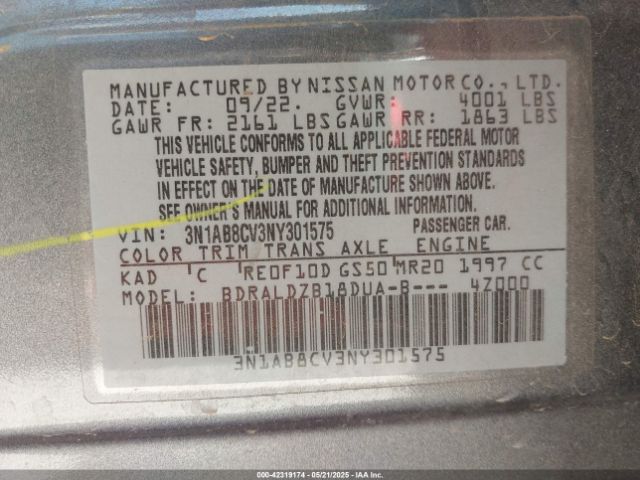 MANUFACTURED BY NISSAN MOTOR CO., LTD.
DATE: 09/22. GVWR: 4001 LBS
GAWR FR: 2161 LBS GAWR RR: 1863 LBS
THIS VEHICLE CONFORMS TO ALL APPLICABLE FEDERAL MOTOR
VEHICLE SAFETY, BUMPER AND THEFT PREVENTION STANDARDS
IN EFFECT ON THE DATE OF MANUFACTURE SHOWN ABOVE.
SEE OWNER'S MANUAL FOR ADDITIONAL INFORMATION.
VIN: 3N1AB8CV3NY301575 PASSENGER CAR.
COLOR TRIM TRANS AXLE ENGINE
KAD C RE0F10D GS50 MR20 1997 CC
MODEL: BDRALDZB18DUA-B--- 4Z000
3N1AB8CV3NY301575
000-42319174 | 05/21/2025 | IAA Inc.